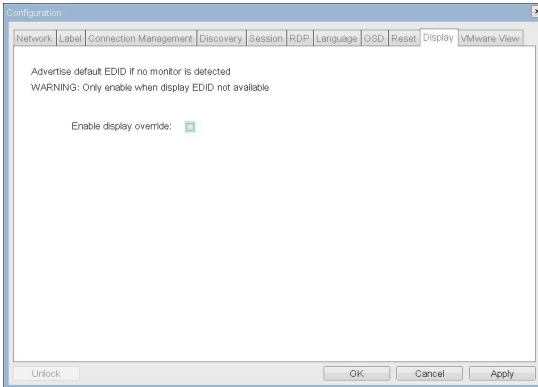 Configuration
Network Label Connection Management Discovery Session RDP Language OSD Reset Display VMware View
Advertise default EDID if no monitor is detected
WARNING: Only enable when display EDID not available
Enable display override:
Unlock OK Cancel Apply